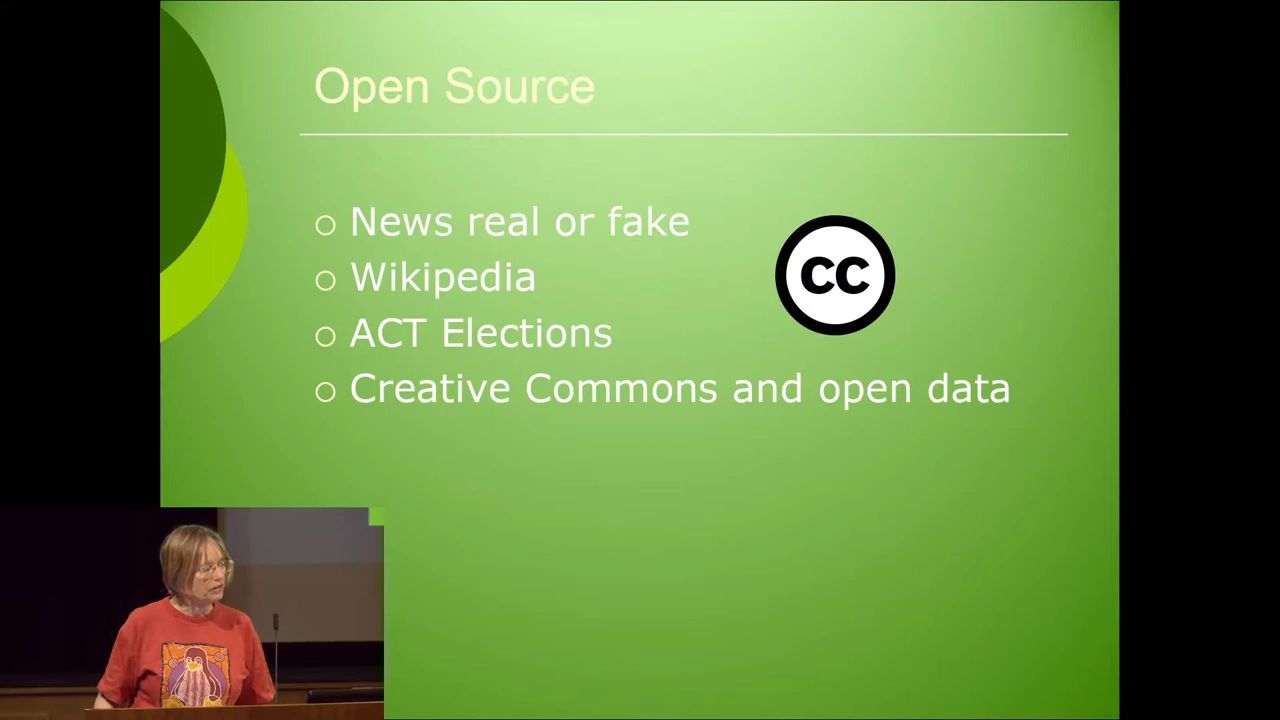 Open Source
News real or fake
Wikipedia
cc
ACT Elections
Creative Commons and open data